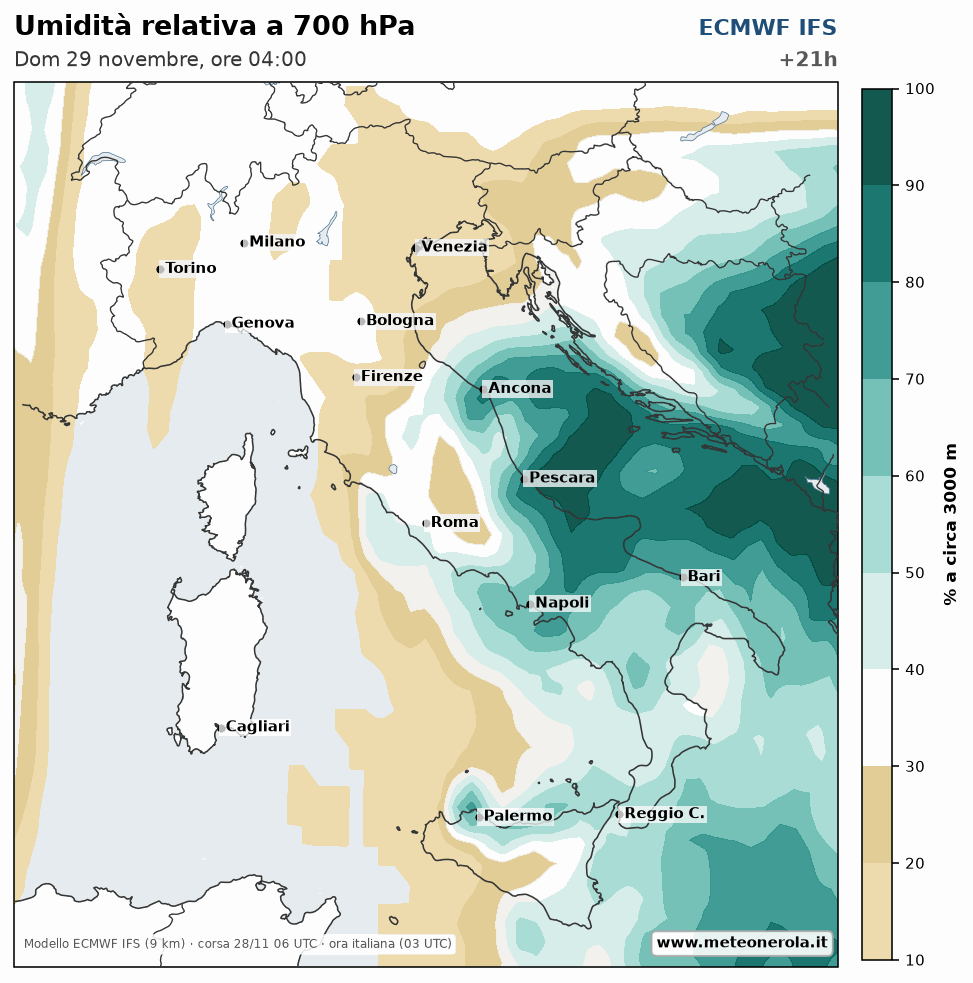 Umidità relativa a 700 hPa
ECMWF IFS
Dom 29 novembre, ore 04:00
+21h
100
90
80
70
60
50
40
30
20
10
% a circa 3000 m
Milano
Venezia
Torino
Genova
Bologna
Firenze
Ancona
Pescara
Roma
Bari
Napoli
Cagliari
Palermo
Reggio C.
Modello ECMWF IFS (9 km) · corsa 28/11 06 UTC · ora italiana (03 UTC)
www.meteonerola.it